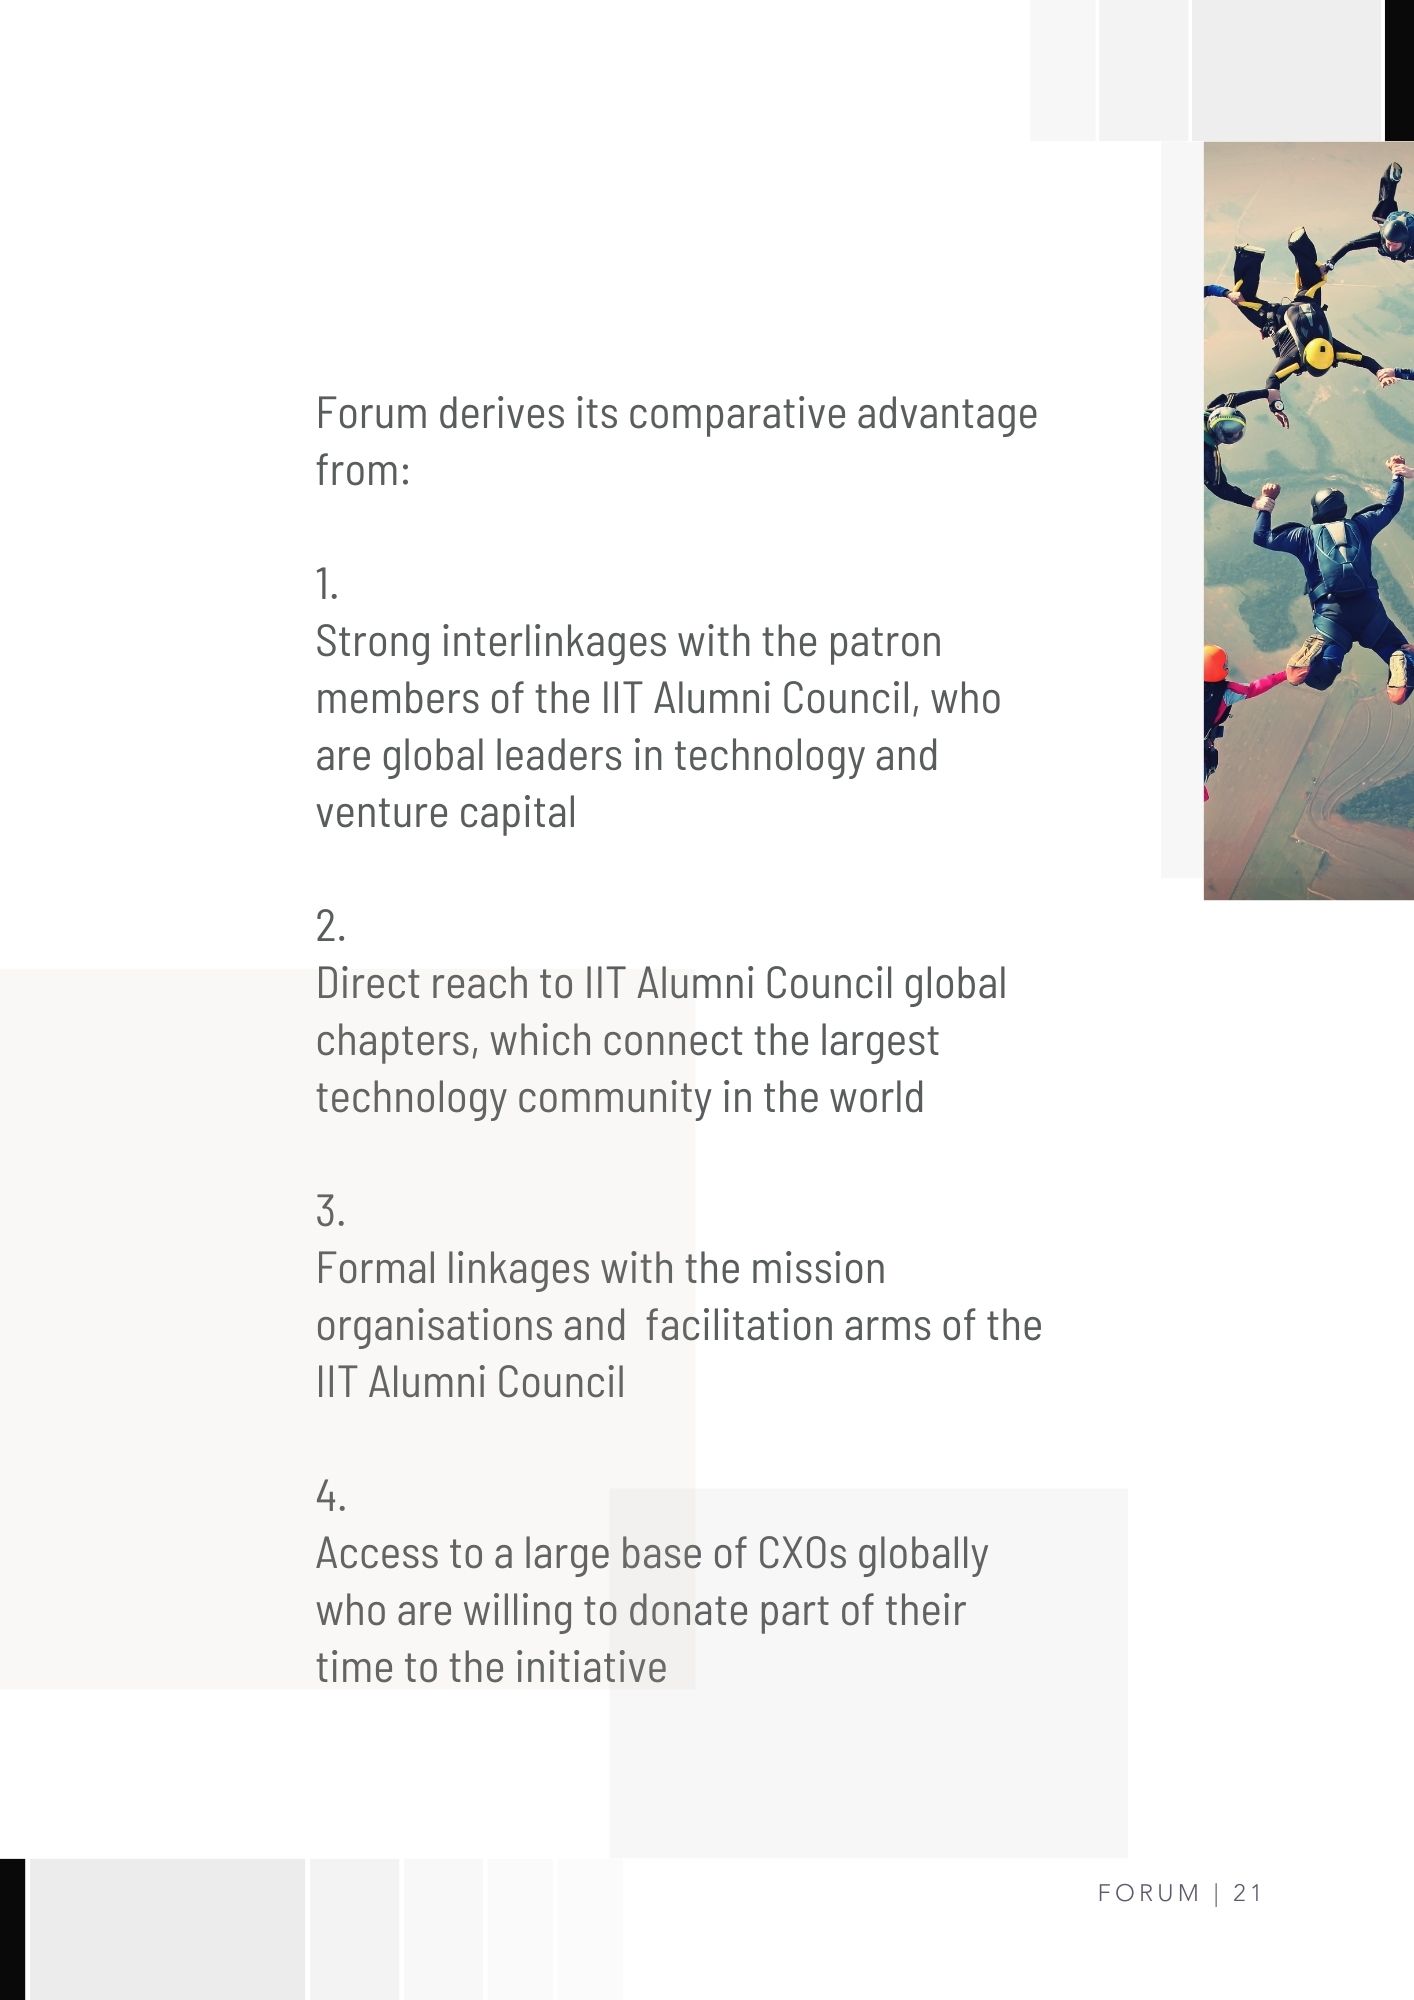 Forum derives its comparative advantage
from:
1.
Strong interlinkages with the patron
members of the IIT Alumni Council, who
are global leaders in technology and
venture capital
2.
Direct reach to IIT Alumni Council global
chapters, which connect the largest
technology community in the world
3.
Formal linkages with the mission
organisations and  facilitation arms of the
IIT Alumni Council
4.
Access to a large base of CXOs globally
who are willing to donate part of their
time to the initiative
FORUM | 21